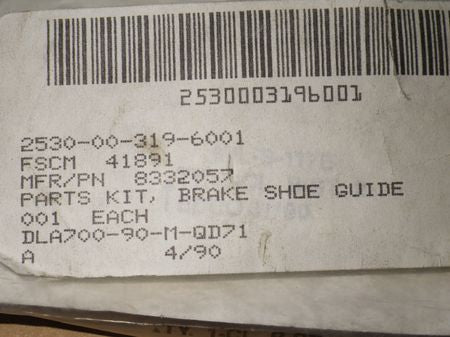 2530003196001
2530-00-319-6001
FSCM 41891
MFR/PN 8332057
PARTS KIT, BRAKE SHOE GUIDE
001 EACH
DLA700-90-M-QD71
A 4/90